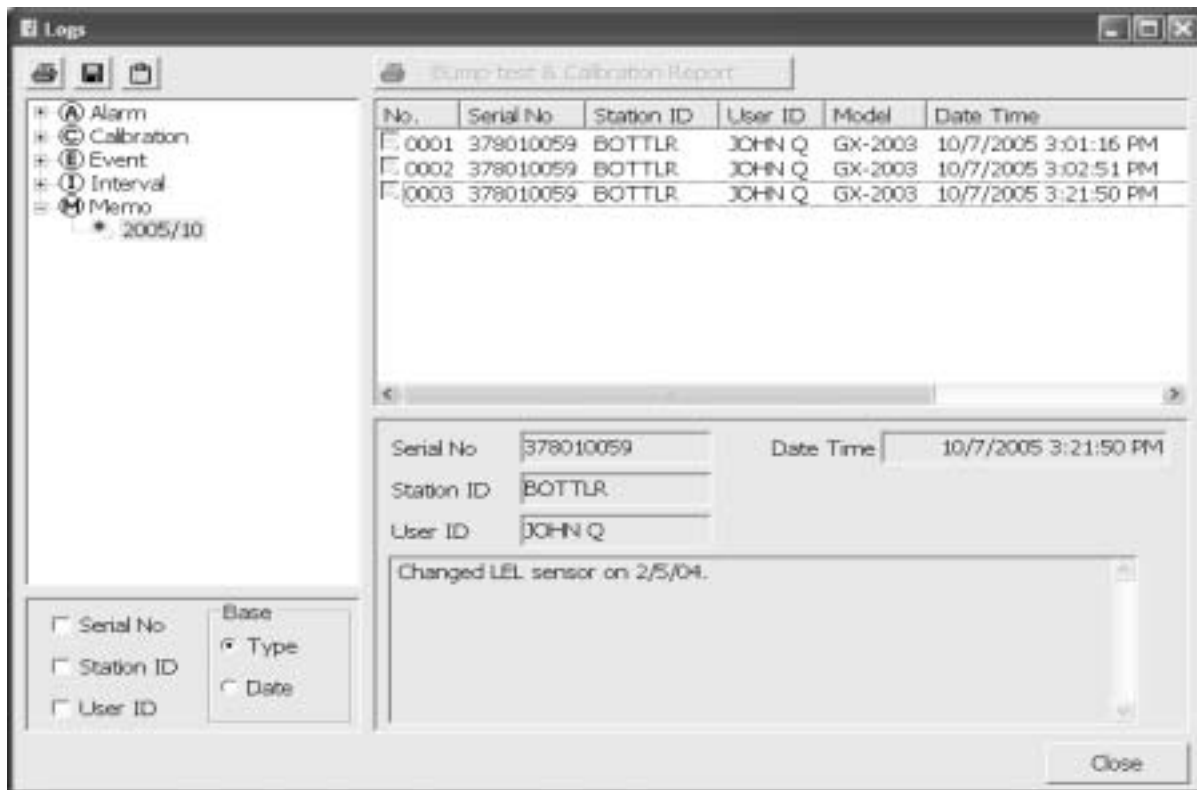 Logs
Bump test & Calibration Report
A Alarm
C Calibration
E Event
I Interval
M Memo
2005/10
No. Serial No Station ID User ID Model Date Time
0001 378010059 BOTTLR JOHN Q GX-2003 10/7/2005 3:01:16 PM
0002 378010059 BOTTLR JOHN Q GX-2003 10/7/2005 3:02:51 PM
0003 378010059 BOTTLR JOHN Q GX-2003 10/7/2005 3:21:50 PM
Serial No 378010059 Date Time 10/7/2005 3:21:50 PM
Station ID BOTTLR
User ID JOHN Q
Changed LEL sensor on 2/5/04.
Serial No
Station ID
User ID
Base
Type
Date
Close